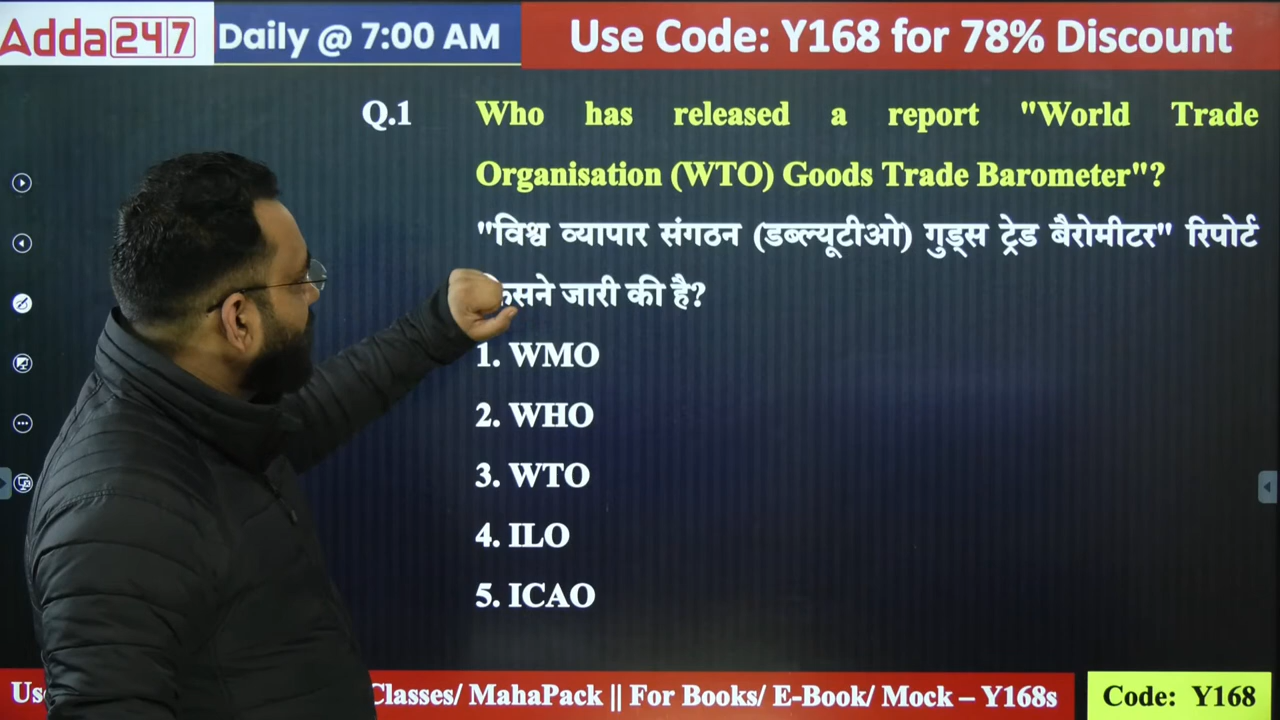 Adda247 Daily @ 7:00 AM Use Code: Y168 for 78% Discount
Q.1 Who has released a report "World Trade
Organisation (WTO) Goods Trade Barometer"?
"विश्व व्यापार संगठन (डब्ल्यूटीओ) गुड्स ट्रेड बैरोमीटर" रिपोर्ट
जारी की है?
1. WMO
2. WHO
3. WTO
4. ILO
5. ICAO
Classes/ MahaPack || For Books/ E-Book/ Mock – Y168s Code: Y168